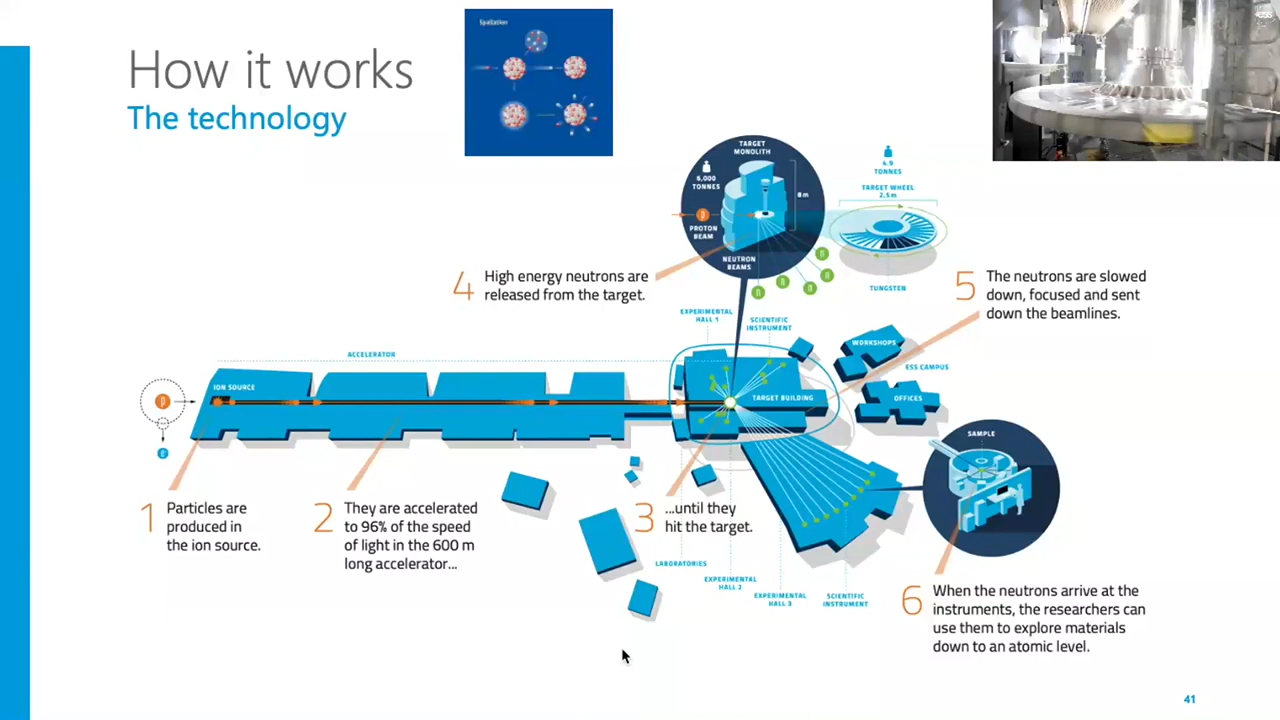 How it works
The technology
Spallation
ess
TARGET
MONOLITH
6,000
TONNES
8 m
p
PROTON
BEAM
NEUTRON
BEAMS
n
n
n
n
n
4.9
TONNES
TARGET WHEEL
2.5 m
TUNGSTEN
4
High energy neutrons are
released from the target.
5
The neutrons are slowed
down, focused and sent
down the beamlines.
EXPERIMENTAL
HALL 1
SCIENTIFIC
INSTRUMENT
ACCELERATOR
ION SOURCE
p
e
TARGET BUILDING
WORKSHOPS
ESS CAMPUS
OFFICES
SAMPLE
1
Particles are
produced in
the ion source.
2
They are accelerated
to 96% of the speed
of light in the 600 m
long accelerator...
3
...until they
hit the target.
LABORATORIES
EXPERIMENTAL
HALL 2
EXPERIMENTAL
HALL 3
SCIENTIFIC
INSTRUMENT
6
When the neutrons arrive at the
instruments, the researchers can
use them to explore materials
down to an atomic level.
41